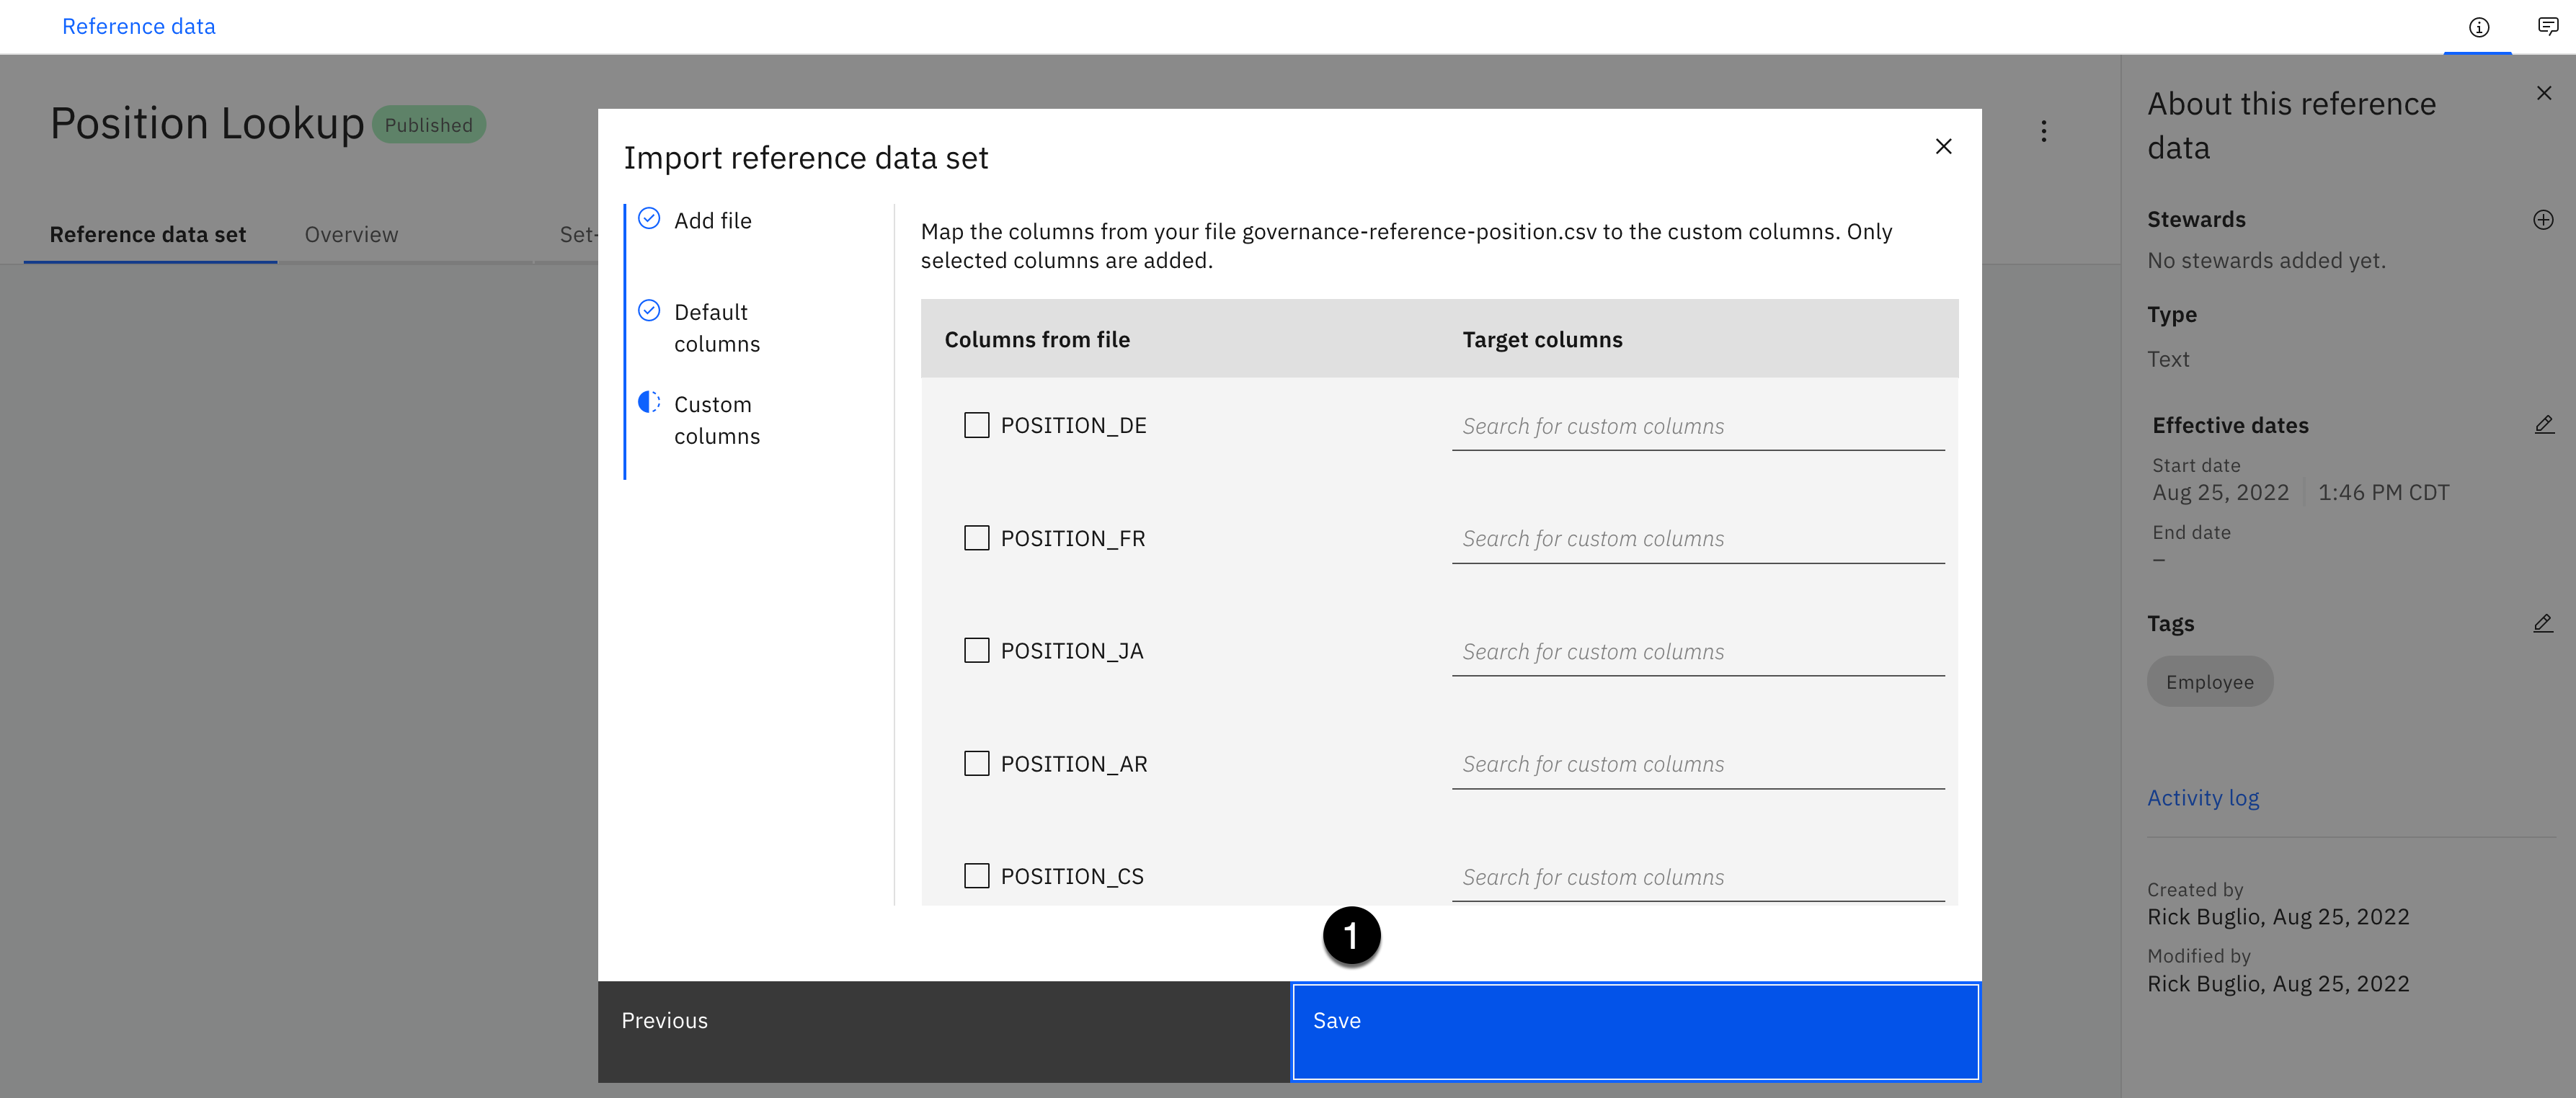 Reference data
Position Lookup Published
Reference data set Overview Set-
Import reference data set
Add file
Default
columns
Custom
columns
Map the columns from your file governance-reference-position.csv to the custom columns. Only
selected columns are added.
Columns from file Target columns
POSITION_DE Search for custom columns
POSITION_FR Search for custom columns
POSITION_JA Search for custom columns
POSITION_AR Search for custom columns
POSITION_CS Search for custom columns
1
Previous Save
About this reference
data
Stewards
No stewards added yet.
Type
Text
Effective dates
Start date
Aug 25, 2022 1:46 PM CDT
End date
–
Tags
Employee
Activity log
Created by
Rick Buglio, Aug 25, 2022
Modified by
Rick Buglio, Aug 25, 2022